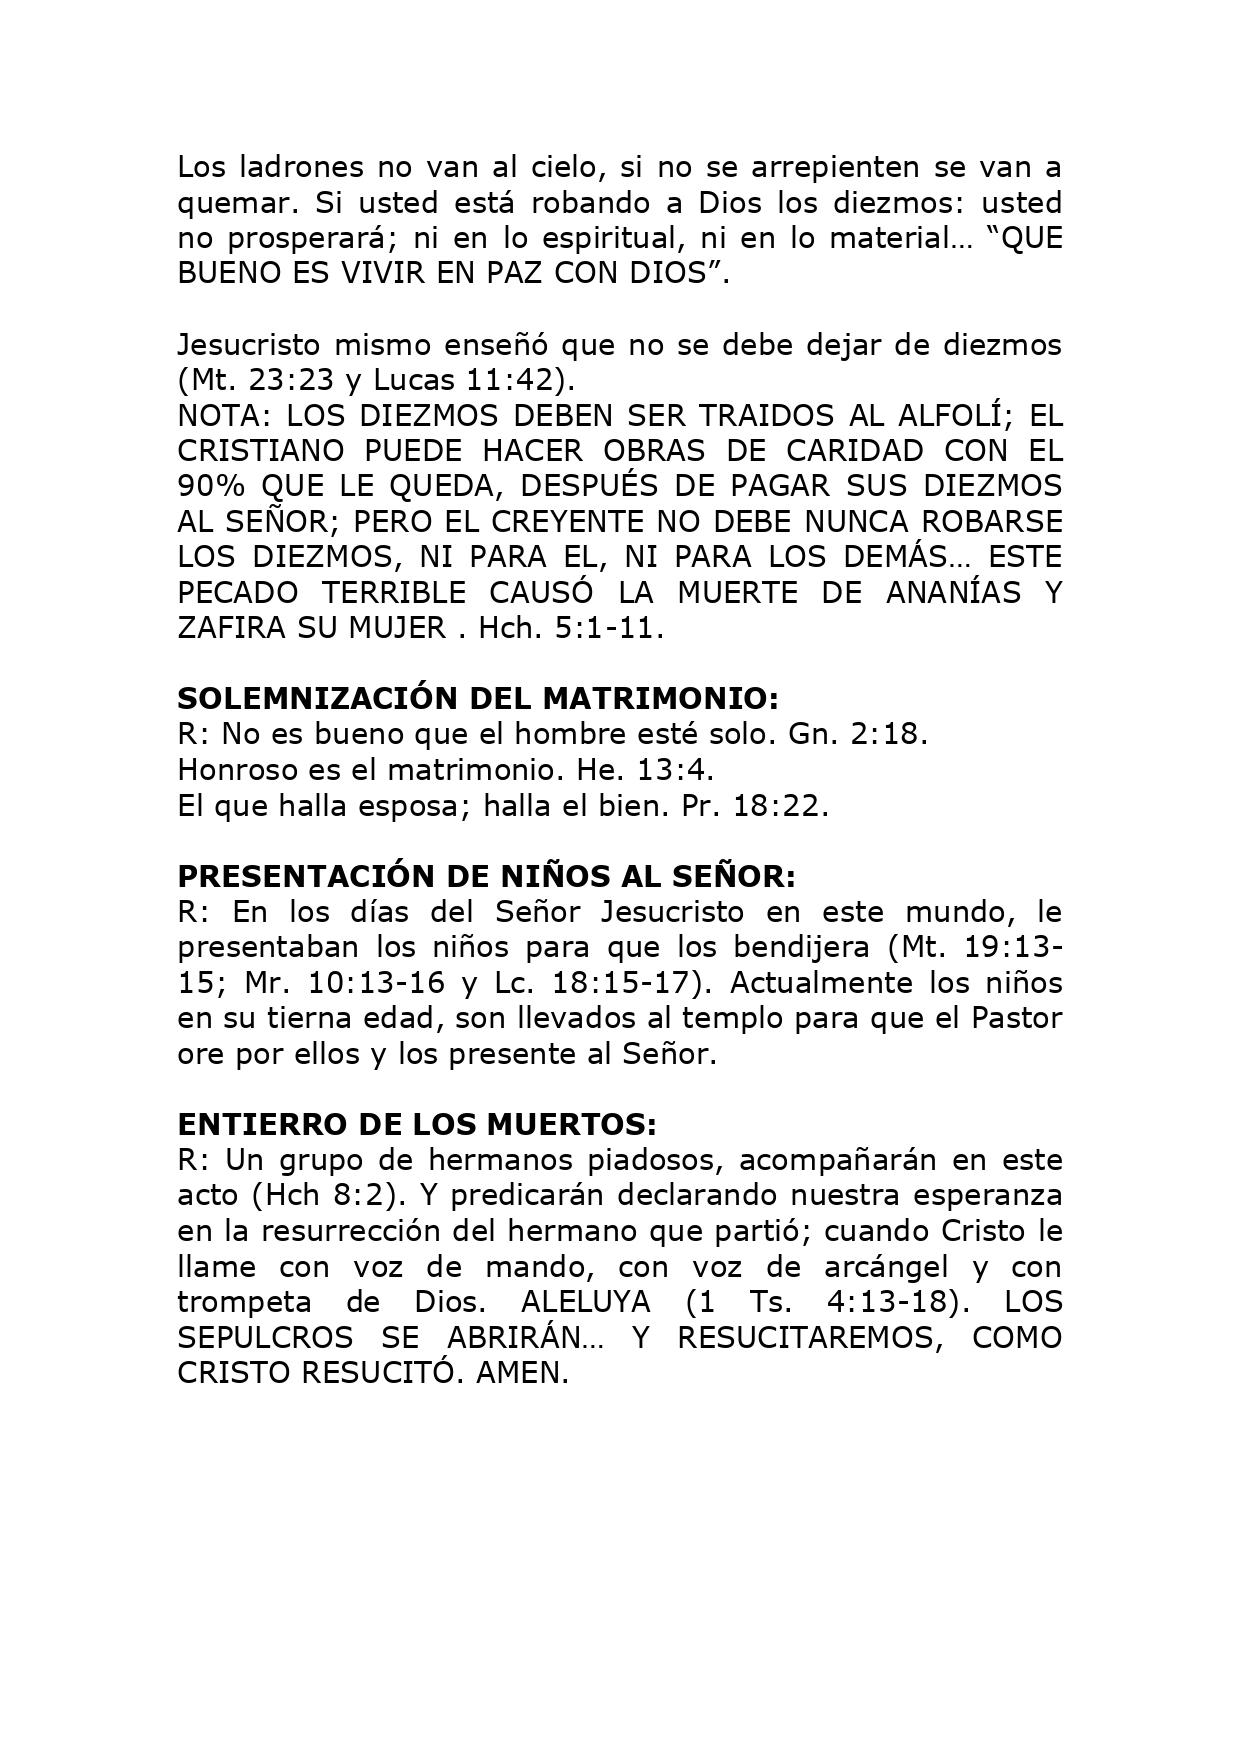 Los ladrones no van al cielo, si no se arrepienten se van a
quemar. Si usted está robando a Dios los diezmos: usted
no prosperará; ni en lo espiritual, ni en lo material… “QUE
BUENO ES VIVIR EN PAZ CON DIOS”.
Jesucristo mismo enseñó que no se debe dejar de diezmos
(Mt. 23:23 y Lucas 11:42).
NOTA: LOS DIEZMOS DEBEN SER TRAIDOS AL ALFOLÍ; EL
CRISTIANO PUEDE HACER OBRAS DE CARIDAD CON EL
90% QUE LE QUEDA, DESPUÉS DE PAGAR SUS DIEZMOS
AL SEÑOR; PERO EL CREYENTE NO DEBE NUNCA ROBARSE
LOS DIEZMOS, NI PARA EL, NI PARA LOS DEMÁS… ESTE
PECADO TERRIBLE CAUSÓ LA MUERTE DE ANANÍAS Y
ZAFIRA SU MUJER . Hch. 5:1-11.
SOLEMNIZACIÓN DEL MATRIMONIO:
R: No es bueno que el hombre esté solo. Gn. 2:18.
Honroso es el matrimonio. He. 13:4.
El que halla esposa; halla el bien. Pr. 18:22.
PRESENTACIÓN DE NIÑOS AL SEÑOR:
R: En los días del Señor Jesucristo en este mundo, le
presentaban los niños para que los bendijera (Mt. 19:13-
15; Mr. 10:13-16 y Lc. 18:15-17). Actualmente los niños
en su tierna edad, son llevados al templo para que el Pastor
ore por ellos y los presente al Señor.
ENTIERRO DE LOS MUERTOS:
R: Un grupo de hermanos piadosos, acompañarán en este
acto (Hch 8:2). Y predicarán declarando nuestra esperanza
en la resurrección del hermano que partió; cuando Cristo le
llame con voz de mando, con voz de arcángel y con
trompeta de Dios. ALELUYA (1 Ts. 4:13-18). LOS
SEPULCROS SE ABRIRÁN… Y RESUCITAREMOS, COMO
CRISTO RESUCITÓ. AMEN.